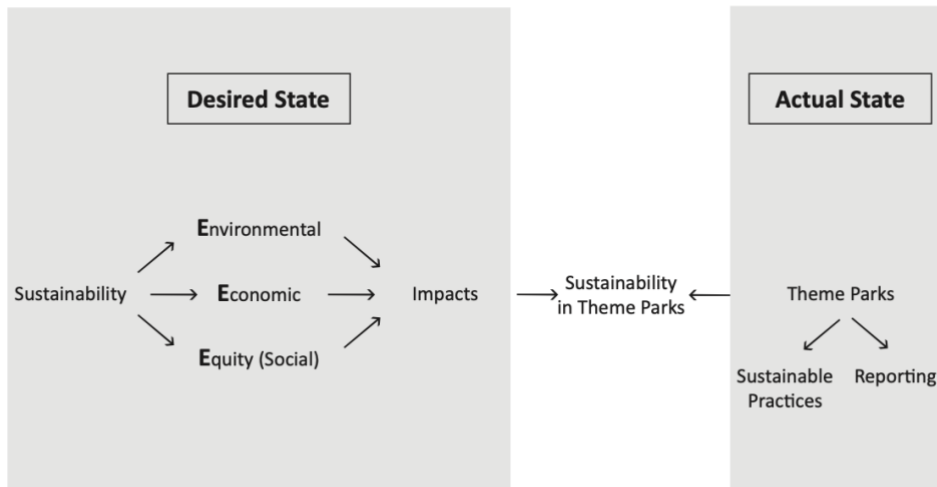 Desired State
Actual State
Environmental
Sustainability
Economic
Impacts
Sustainability
in Theme Parks
Theme Parks
Equity (Social)
Sustainable
Practices
Reporting